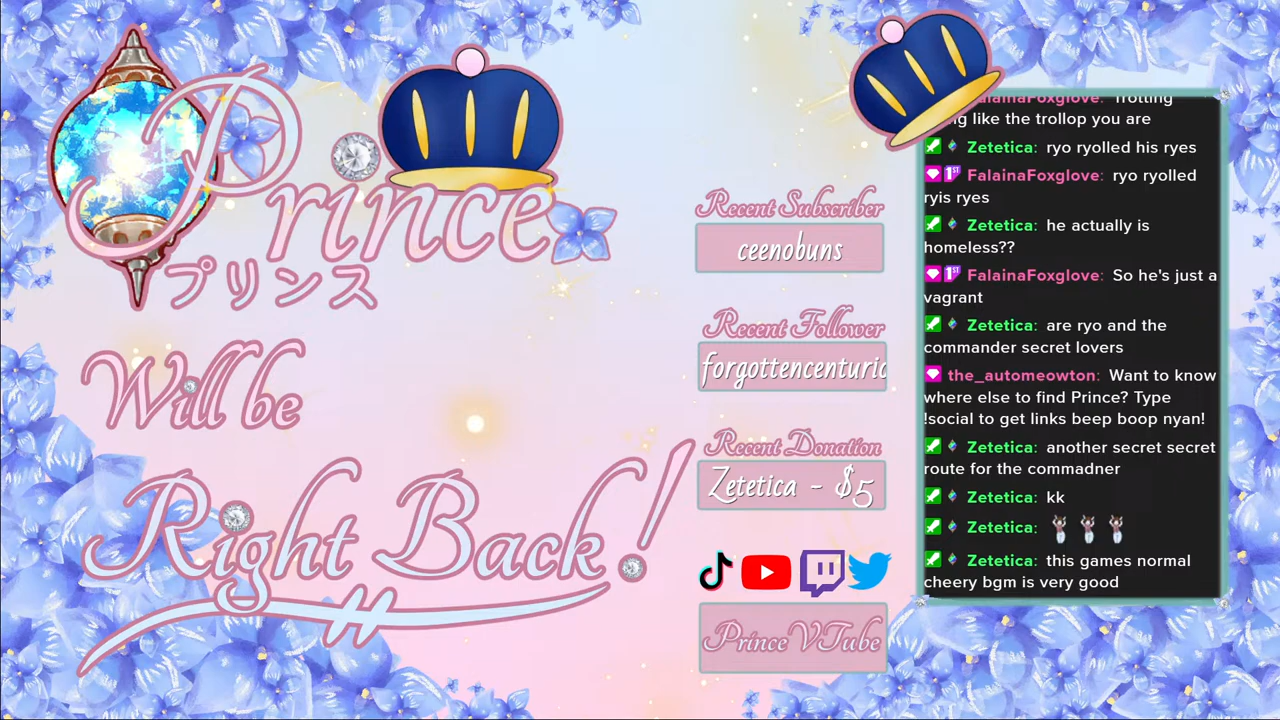 Prince
プリンス
Will be
Right Back!
Recent Subscriber
ceenobuns
Recent Follower
forgottencenturio
Recent Donation
Zetetica - $5
PrinceVTube
FalainaFoxglove: Trotting
like the trollop you are
Zetetica: ryo ryolled his ryes
1ST FalainaFoxglove: ryo ryolled
ryis ryes
Zetetica: he actually is
homeless??
1ST FalainaFoxglove: So he's just a
vagrant
Zetetica: are ryo and the
commander secret lovers
the_automeowton: Want to know
where else to find Prince? Type
!social to get links beep boop nyan!
Zetetica: another secret secret
route for the commadner
Zetetica: kk
Zetetica:
Zetetica: this games normal
cheery bgm is very good